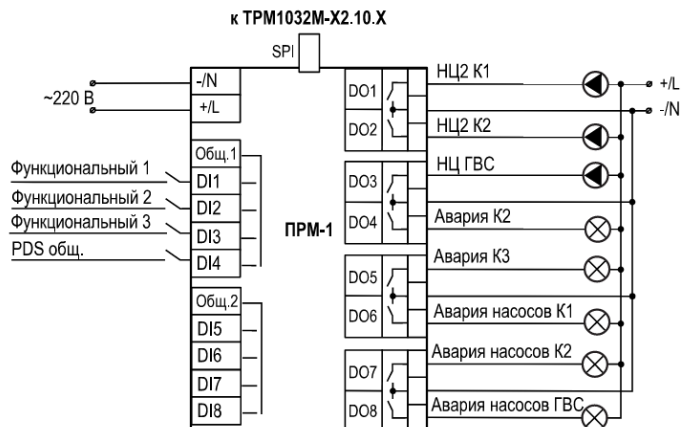 к ТРМ1032М-Х2.10.Х
SPI
~220 В
-/N
+/L
Общ.1
Функциональный 1
DI1
Функциональный 2
DI2
Функциональный 3
DI3
PDS общ.
DI4
Общ.2
DI5
DI6
DI7
DI8
ПРМ-1
DO1
НЦ2 К1
+/L
-/N
DO2
НЦ2 К2
DO3
НЦ ГВС
DO4
Авария К2
DO5
Авария К3
DO6
Авария насосов К1
DO7
Авария насосов К2
DO8
Авария насосов ГВС